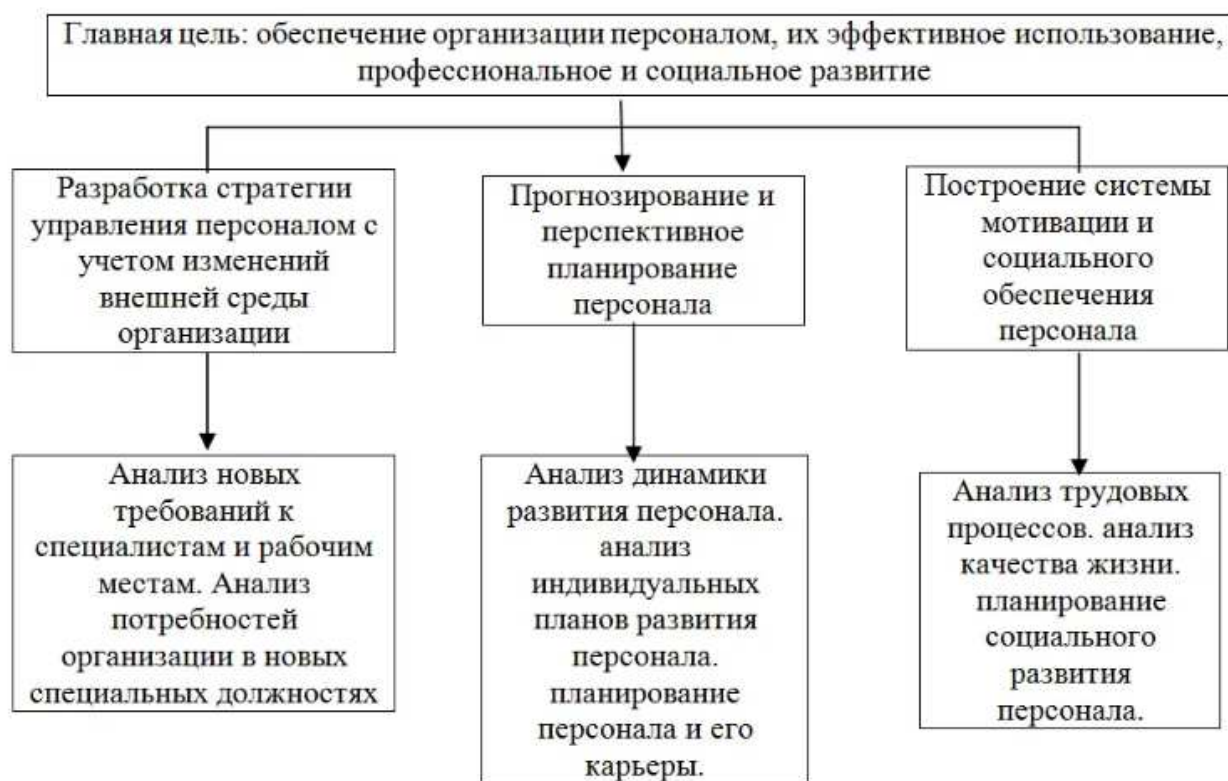 Главная цель: обеспечение организации персоналом, их эффективное использование,
профессиональное и социальное развитие
Разработка стратегии
управления персоналом с
учетом изменений
внешней среды
организации
Прогнозирование и
перспективное
планирование
персонала
Построение системы
мотивации и
социального
обеспечения
персонала
Анализ новых
требований к
специалистам и рабочим
местам. Анализ
потребностей
организации в новых
специальных должностях
Анализ динамики
развития персонала.
анализ
индивидуальных
планов развития
персонала.
планирование
персонала и его
карьеры.
Анализ трудовых
процессов. анализ
качества жизни.
планирование
социального
развития
персонала.